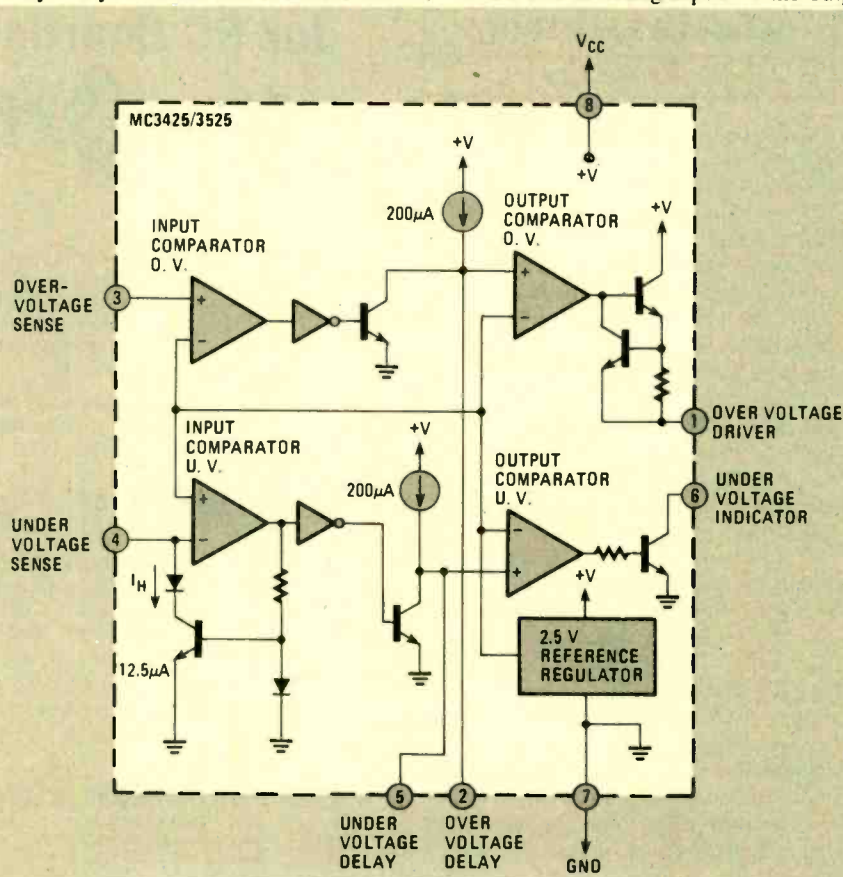 VCC
8
MC3425/3525
+V
+V
200µA
INPUT
COMPARATOR
O. V.
OUTPUT
COMPARATOR
O. V.
+V
OVER-
VOLTAGE
SENSE
3
+
−
+
−
1
OVER VOLTAGE
DRIVER
INPUT
COMPARATOR
U. V.
+V
200µA
OUTPUT
COMPARATOR
U. V.
6
UNDER
VOLTAGE
INDICATOR
UNDER
VOLTAGE
SENSE
4
+
−
−
+
IH
12.5µA
+V
2.5 V
REFERENCE
REGULATOR
5
2
7
UNDER
VOLTAGE
DELAY
OVER
VOLTAGE
DELAY
GND